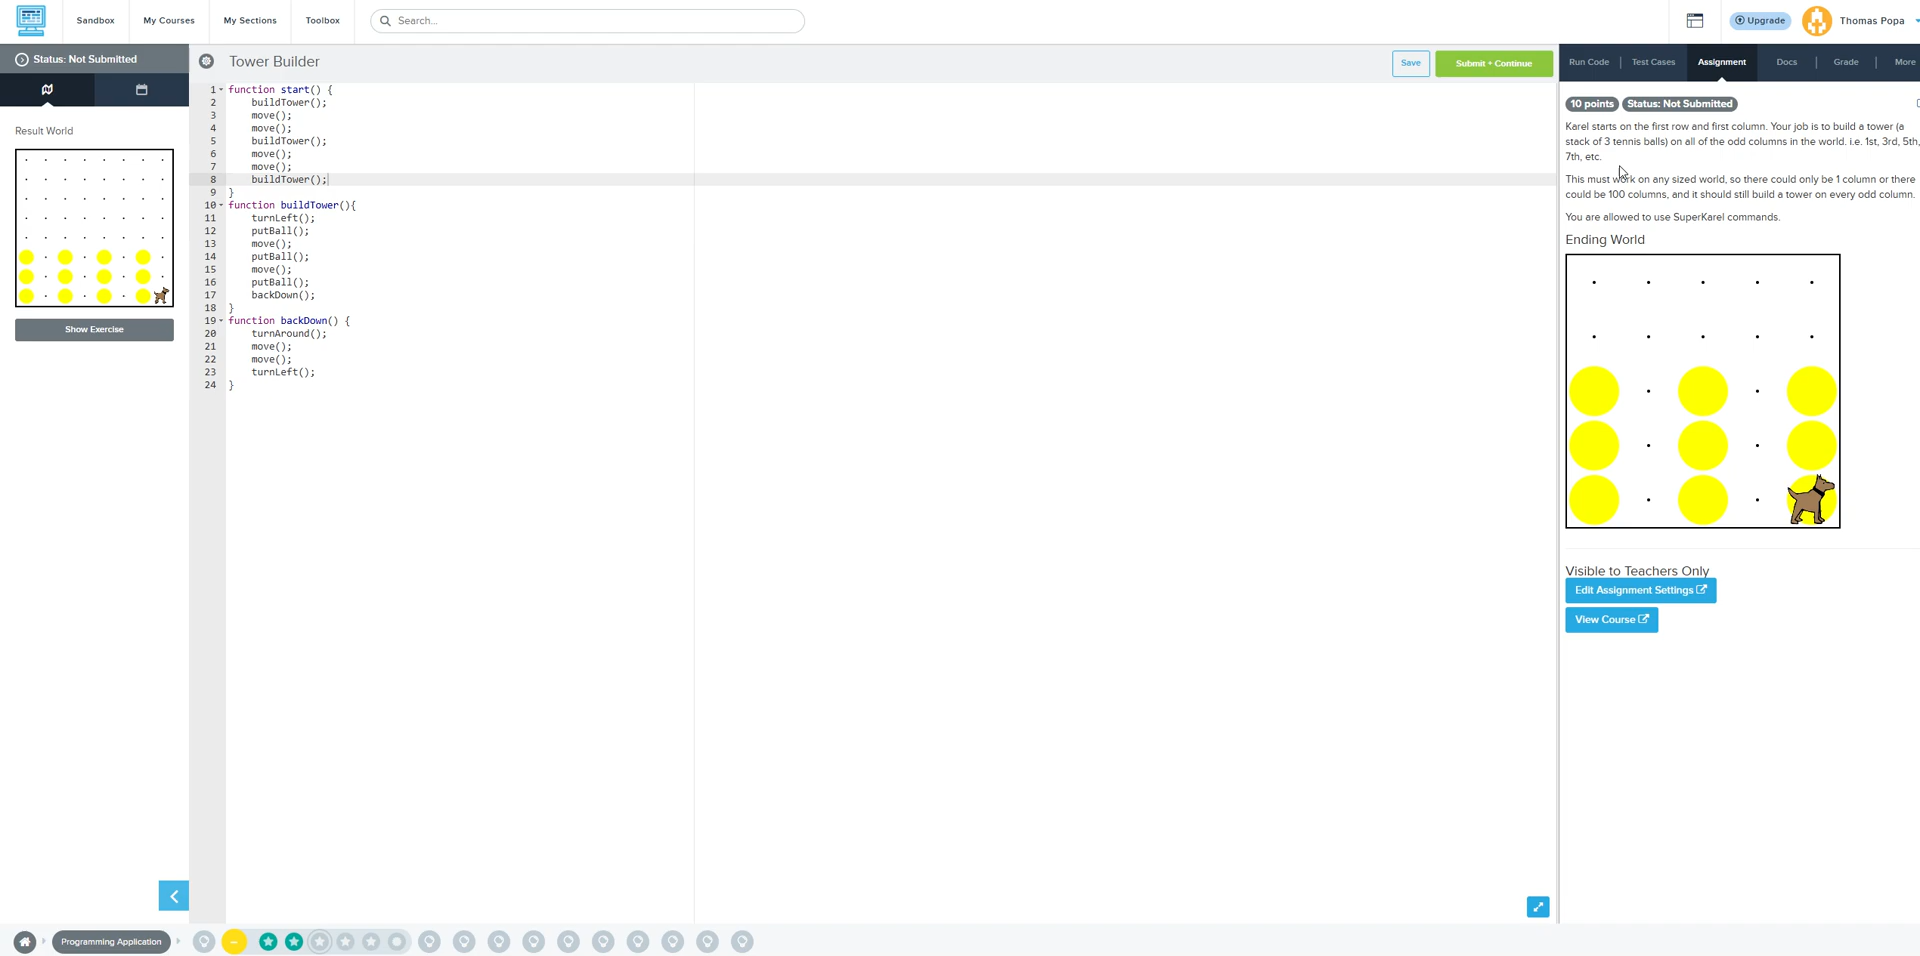 Sandbox My Courses My Sections Toolbox Search... Upgrade Thomas Popa
Status: Not Submitted
Result World
Show Exercise
Tower Builder
Save
Submit + Continue
1 function start() {
2 buildTower();
3 move();
4 move();
5 buildTower();
6 move();
7 move();
8 buildTower();
9 }
10 function buildTower(){
11 turnLeft();
12 putBall();
13 move();
14 putBall();
15 move();
16 putBall();
17 backDown();
18 }
19 function backDown() {
20 turnAround();
21 move();
22 move();
23 turnLeft();
24 }
Run Code Test Cases Assignment Docs Grade More
10 points Status: Not Submitted
Karel starts on the first row and first column. Your job is to build a tower (a
stack of 3 tennis balls) on all of the odd columns in the world. i.e. 1st, 3rd, 5th,
7th, etc.
This must work on any sized world, so there could only be 1 column or there
could be 100 columns, and it should still build a tower on every odd column.
You are allowed to use SuperKarel commands.
Ending World
Visible to Teachers Only
Edit Assignment Settings
View Course
Programming Application